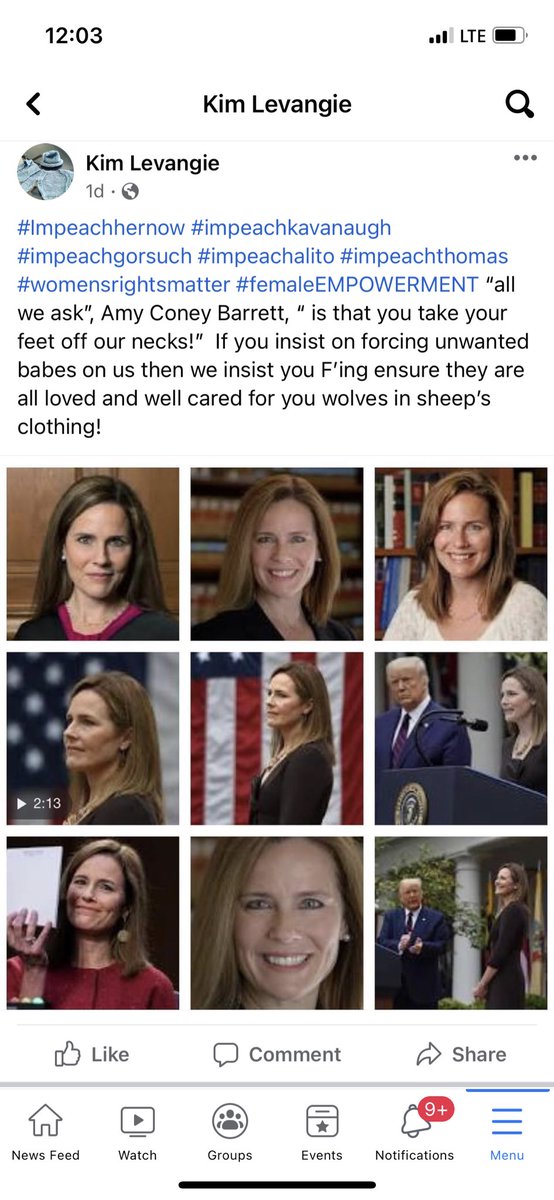 12:03
LTE
Kim Levangie
Kim Levangie
1d ·
#Impeachhernow #impeachkavanaugh
#impeachgorsuch #impeachalito #impeachthomas
#womensrightsmatter #femaleEMPOWERMENT “all
we ask”, Amy Coney Barrett, “ is that you take your
feet off our necks!”  If you insist on forcing unwanted
babes on us then we insist you F’ing ensure they are
all loved and well cared for you wolves in sheep’s
clothing!
2:13
Like Comment Share
9+
News Feed Watch Groups Events Notifications Menu